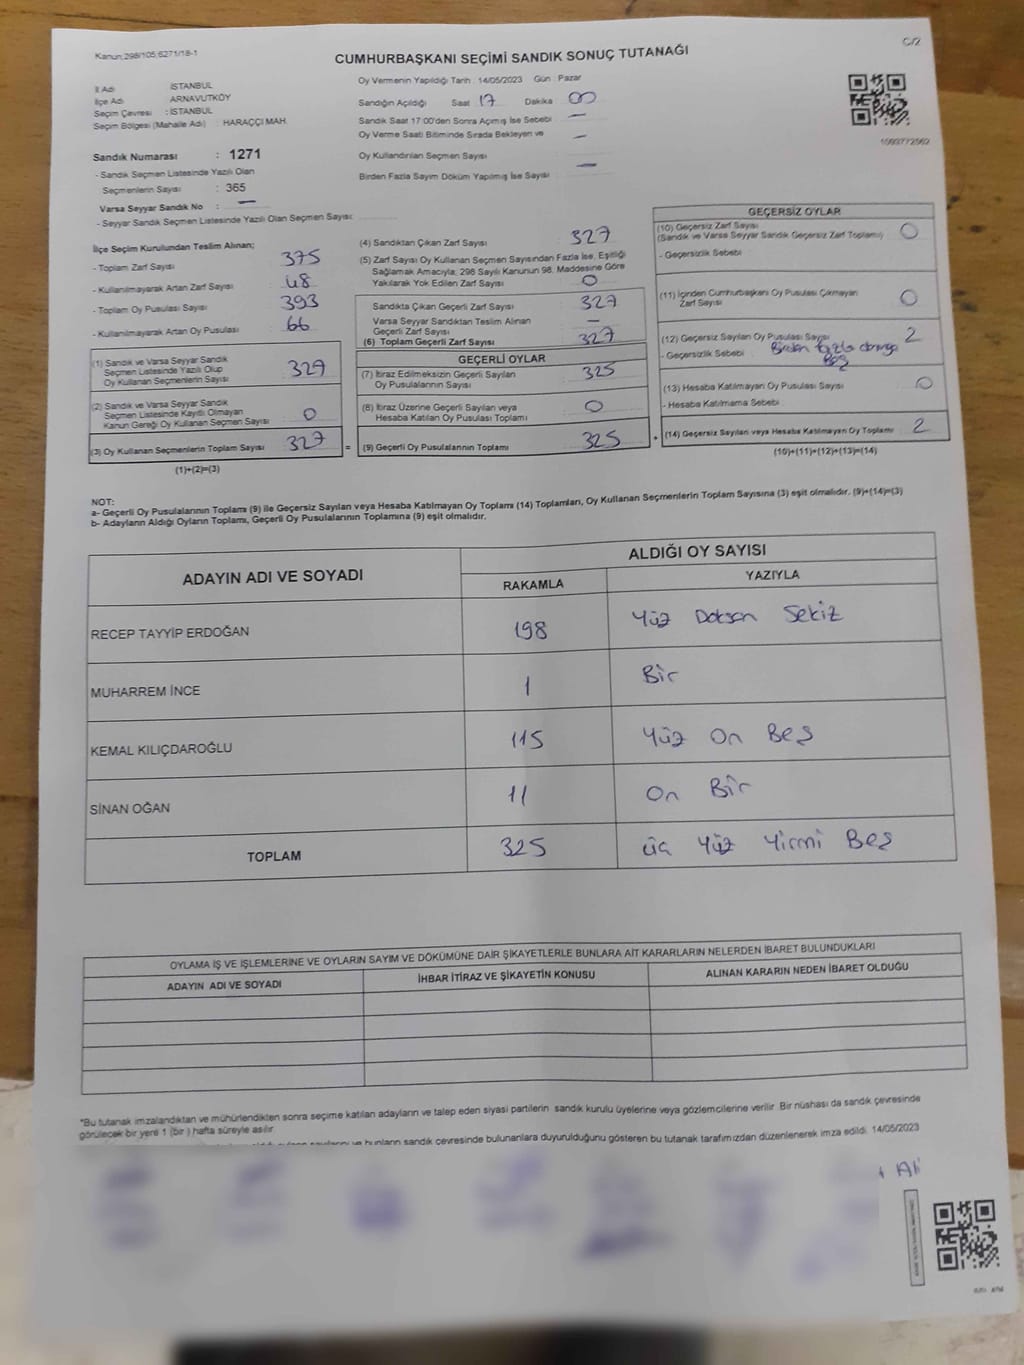 Kanun;298/105;6271/18-1
C/2
CUMHURBAŞKANI SEÇİMİ SANDIK SONUÇ TUTANAĞI
İl Adı : İSTANBUL
İlçe Adı : ARNAVUTKÖY
Seçim Çevresi : İSTANBUL
Seçim Bölgesi (Mahalle Adı) : HARAÇÇI MAH.
Sandık Numarası : 1271
- Sandık Seçmen Listesinde Yazılı Olan
Seçmenlerin Sayısı : 365
Varsa Seyyar Sandık No : —
- Seyyar Sandık Seçmen Listesinde Yazılı Olan Seçmen Sayısı:
Oy Vermenin Yapıldığı Tarih : 14/05/2023 Gün : Pazar
Sandığın Açıldığı Saat 17 Dakika : 00
Sandık Saat 17:00'den Sonra Açmış İse Sebebi : —
Oy Verme Saati Bitiminde Sırada Bekleyen ve —
Oy Kullandırılan Seçmen Sayısı
Birden Fazla Sayım Döküm Yapılmış İse Sayısı —
1093772562
İlçe Seçim Kurulundan Teslim Alınan;
- Toplam Zarf Sayısı : 375
- Kullanılmayarak Artan Zarf Sayısı : 48
- Toplam Oy Pusulası Sayısı : 393
- Kullanılmayarak Artan Oy Pusulası : 66
(1) Sandık ve Varsa Seyyar Sandık
Seçmen Listesinde Yazılı Olup
Oy Kullanan Seçmenlerin Sayısı : 327
(2) Sandık ve Varsa Seyyar Sandık
Seçmen Listesinde Kayıtlı Olmayan
Kanun Gereği Oy Kullanan Seçmen Sayısı : 0
(3) Oy Kullanan Seçmenlerin Toplam Sayısı : 327
(1)+(2)=(3)
(4) Sandıktan Çıkan Zarf Sayısı 327
(5) Zarf Sayısı Oy Kullanan Seçmen Sayısından Fazla İse, Eşitliği
Sağlamak Amacıyla, 298 Sayılı Kanunun 98. Maddesine Göre
Yakılarak Yok Edilen Zarf Sayısı 0
Sandıkta Çıkan Geçerli Zarf Sayısı : 327
Varsa Seyyar Sandıktan Teslim Alınan
Geçerli Zarf Sayısı —
(6) Toplam Geçerli Zarf Sayısı 327
GEÇERLİ OYLAR
(7) İtiraz Edilmeksizin Geçerli Sayılan
Oy Pusulalarının Sayısı : 325
(8) İtiraz Üzerine Geçerli Sayılan veya
Hesaba Katılan Oy Pusulası Toplamı : 0
= (9) Geçerli Oy Pusulalarının Toplamı : 325
GEÇERSİZ OYLAR
(10) Geçersiz Zarf Sayısı
(Sandık ve Varsa Seyyar Sandık Geçersiz Zarf Toplamı) : 0
- Geçersizlik Sebebi
(11) İçinden Cumhurbaşkanı Oy Pusulası Çıkmayan
Zarf Sayısı 0
(12) Geçersiz Sayılan Oy Pusulası Sayısı 2
- Geçersizlik Sebebi : Birden fazla damga
(13) Hesaba Katılmayan Oy Pusulası Sayısı : 0
- Hesaba Katılmama Sebebi :
+ (14) Geçersiz Sayılan veya Hesaba Katılmayan Oy Toplamı : 2
(10)+(11)+(12)+(13)=(14)
NOT:
a- Geçerli Oy Pusulalarının Toplamı (9) ile Geçersiz Sayılan veya Hesaba Katılmayan Oy Toplamı (14) Toplamları, Oy Kullanan Seçmenlerin Toplam Sayısına (3) eşit olmalıdır. (9)+(14)=(3)
b- Adayların Aldığı Oyların Toplamı, Geçerli Oy Pusulalarının Toplamına (9) eşit olmalıdır.
ADAYIN ADI VE SOYADI
ALDIĞI OY SAYISI
RAKAMLA YAZIYLA
RECEP TAYYİP ERDOĞAN 198 Yüz Doksan Sekiz
MUHARREM İNCE 1 Bir
KEMAL KILIÇDAROĞLU 115 Yüz On Beş
SİNAN OĞAN 11 On Bir
TOPLAM 325 üç Yüz Yirmi Beş
OYLAMA İŞ VE İŞLEMLERİNE VE OYLARIN SAYIM VE DÖKÜMÜNE DAİR ŞİKAYETLERLE BUNLARA AİT KARARLARIN NELERDEN İBARET BULUNDUKLARI
ADAYIN ADI VE SOYADI İHBAR İTİRAZ VE ŞİKAYETİN KONUSU ALINAN KARARIN NEDEN İBARET OLDUĞU
*Bu tutanak imzalandıktan ve mühürlendikten sonra seçime katılan adayların ve talep eden siyasi partilerin sandık kurulu üyelerine veya gözlemcilerine verilir. Bir nüshası da sandık çevresinde
görülecek bir yere 1 (bir ) hafta süreyle asılır.
bunların sandık çevresinde bulunanlara duyurulduğunu gösteren bu tutanak tarafımızdan düzenlenerek imza edildi. 14/05/2023
Ali